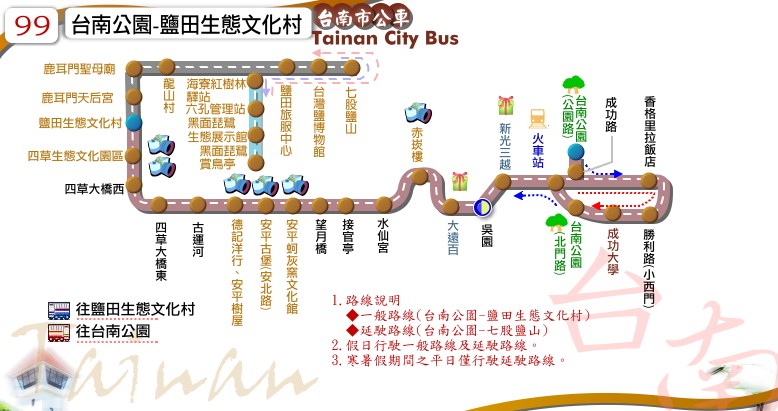 99
台南公園-鹽田生態文化村
台南市公車
Tainan City Bus
鹿耳門聖母廟
鹿耳門天后宮
鹽田生態文化村
四草生態文化園區
四草大橋西
龍山村
海寮紅樹林
驛站
六孔管理站
黑面琵鷺
生態展示館
黑面琵鷺
賞鳥亭
鹽田旅服中心
台灣鹽博物館
七股鹽山
四草大橋東
古運河
德記洋行、安平樹屋
安平古堡(安北路)
安平蚵灰窯文化館
望月橋
接官亭
水仙宮
赤崁樓
大遠百
吳園
新光三越
火車站
台南公園
(公園路)
成功路
香格里拉飯店
台南公園
(北門路)
成功大學
勝利路(小西門)
往鹽田生態文化村
往台南公園
1.路線說明
◆一般路線(台南公園-鹽田生態文化村)
◆延駛路線(台南公園-七股鹽山)
2.假日行駛一般路線及延駛路線。
3.寒暑假期間之平日僅行駛延駛路線。
台南
Tainan